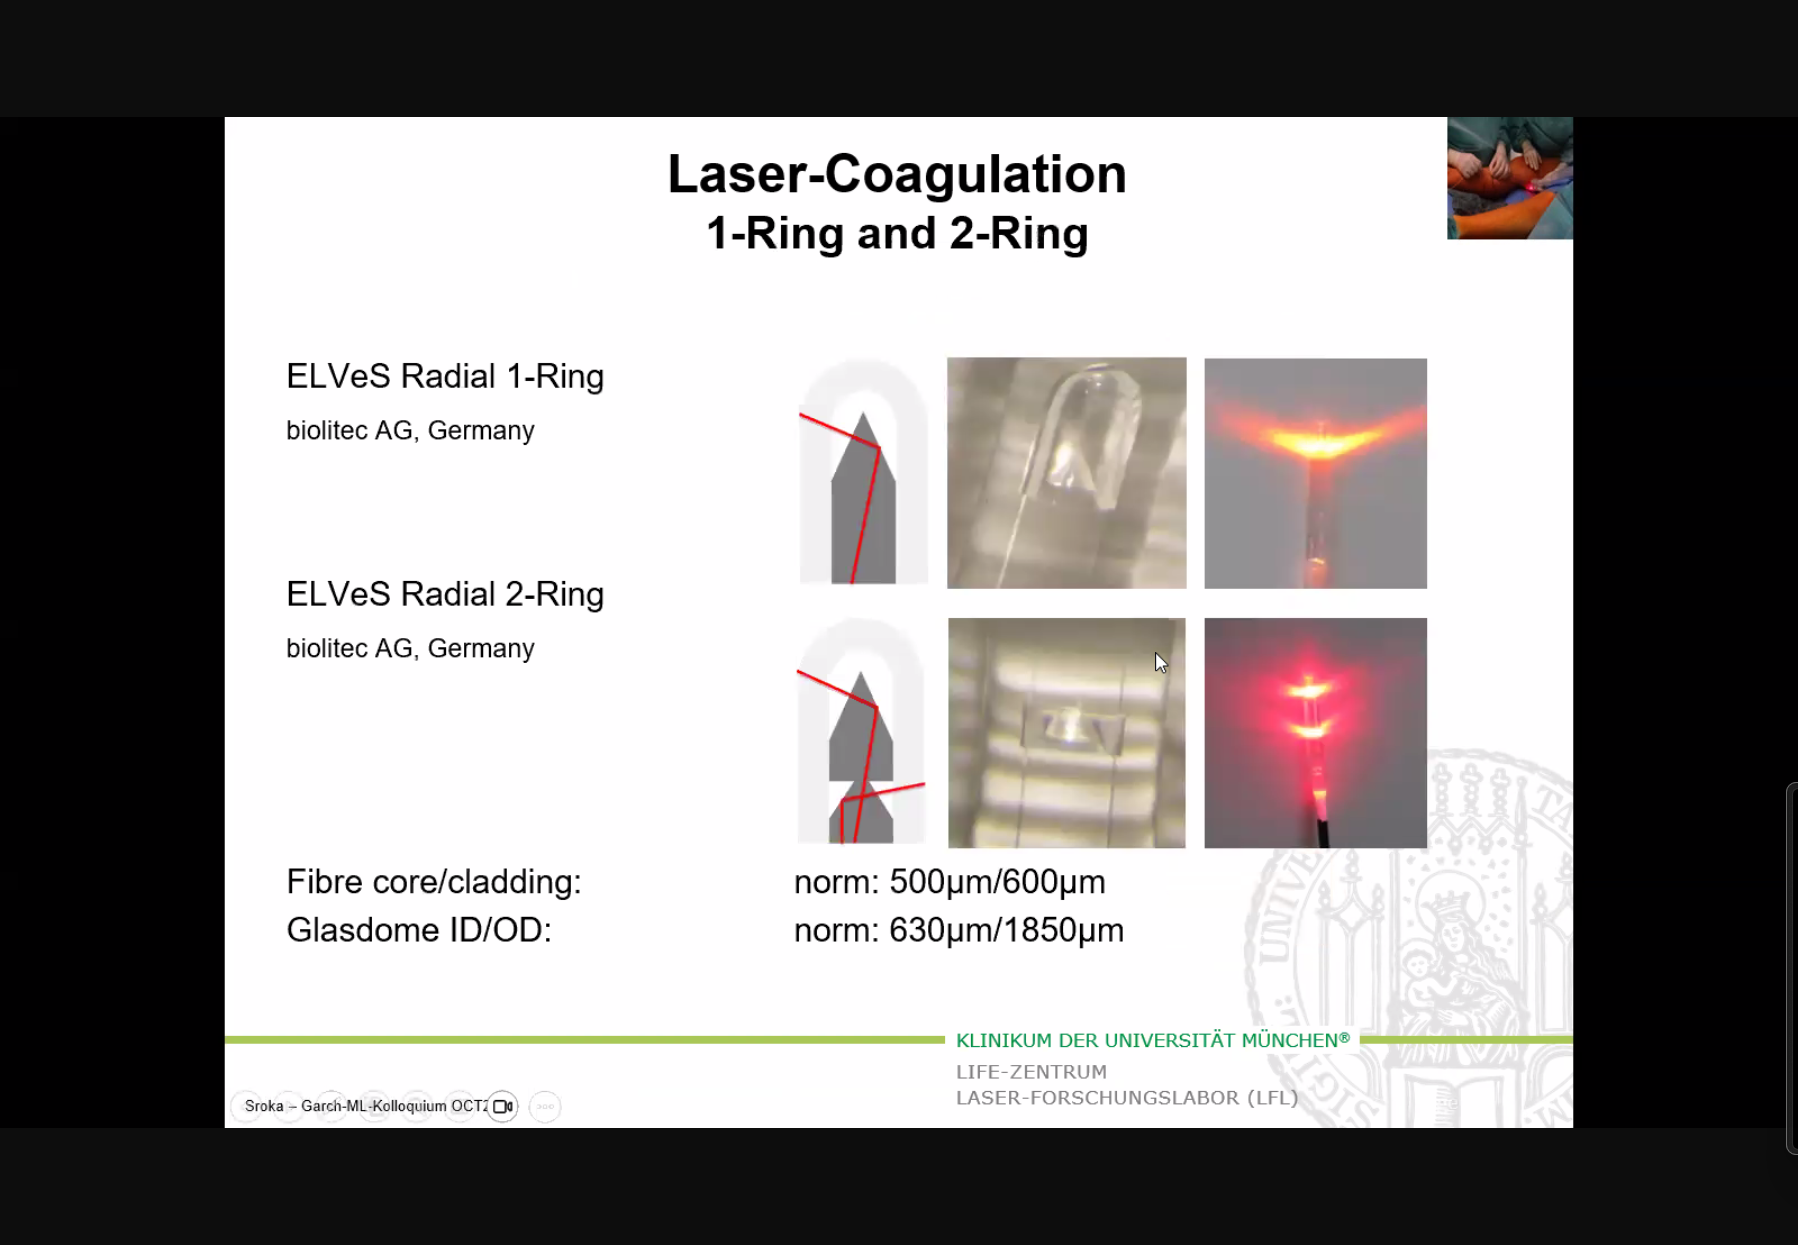 Laser-Coagulation
1-Ring and 2-Ring
ELVeS Radial 1-Ring
biolitec AG, Germany
ELVeS Radial 2-Ring
biolitec AG, Germany
Fibre core/cladding: norm: 500µm/600µm
Glasdome ID/OD: norm: 630µm/1850µm
KLINIKUM DER UNIVERSITÄT MÜNCHEN®
LIFE-ZENTRUM
LASER-FORSCHUNGSLABOR (LFL)
Sroka – Garch-ML-Kolloquium OCT2